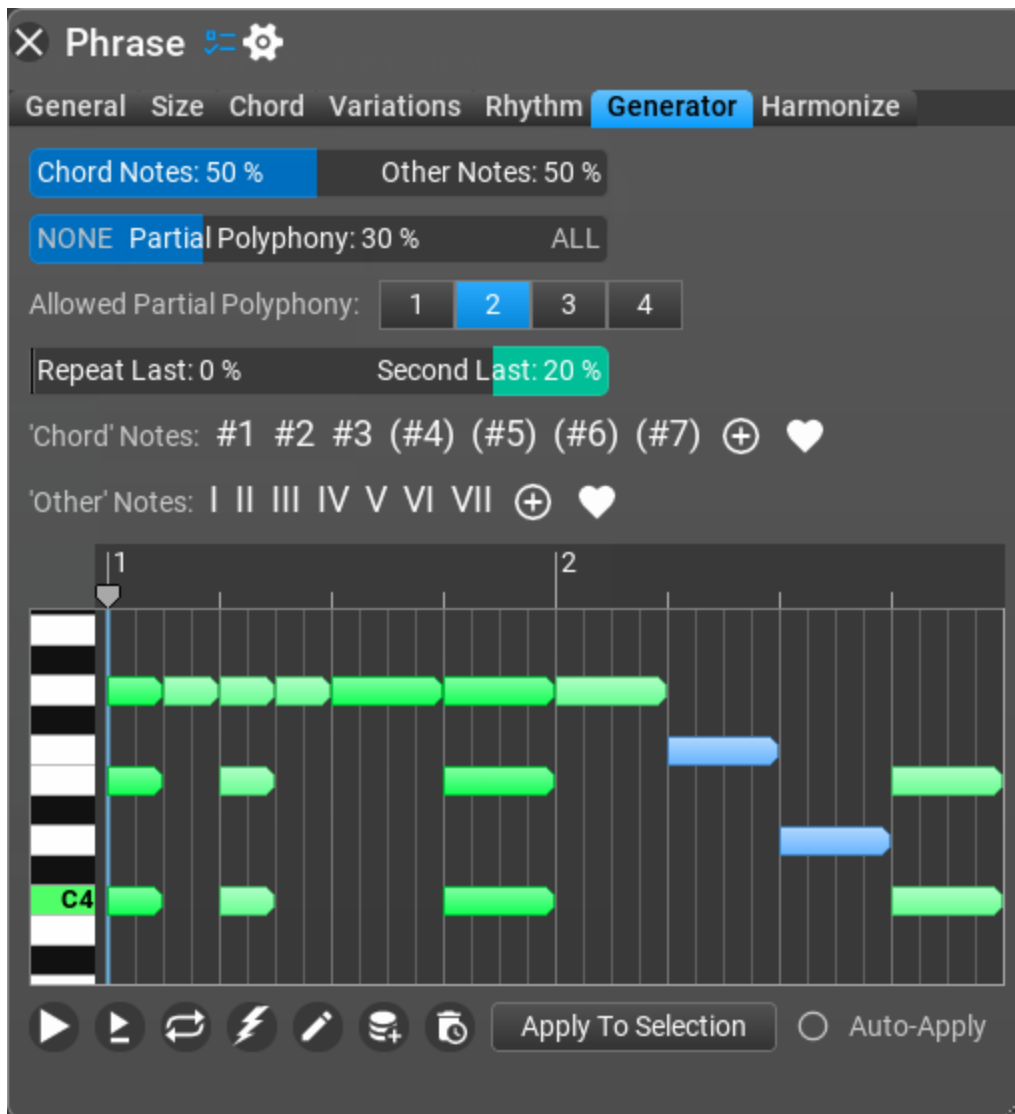 Phrase
General Size Chord Variations Rhythm Generator Harmonize
Chord Notes: 50 % Other Notes: 50 %
NONE Partial Polyphony: 30 % ALL
Allowed Partial Polyphony: 1 2 3 4
Repeat Last: 0 % Second Last: 20 %
'Chord' Notes: #1 #2 #3 (#4) (#5) (#6) (#7)
'Other' Notes: I II III IV V VI VII
1 2
C4
Apply To Selection Auto-Apply